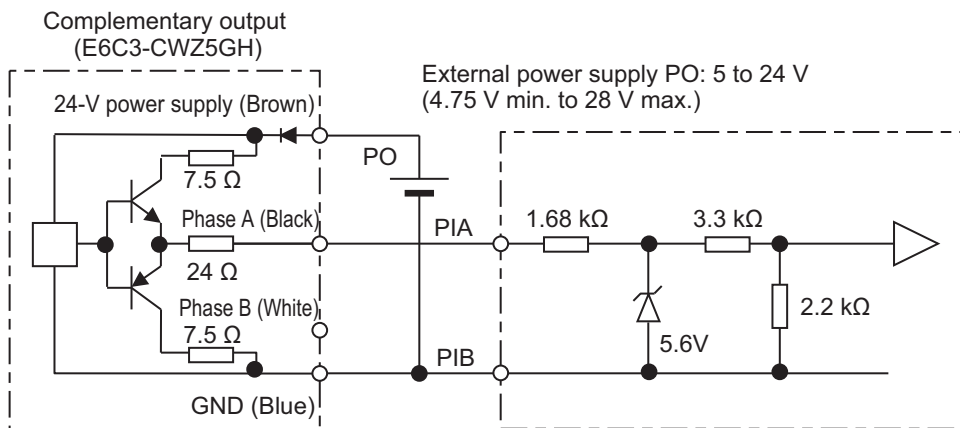 Complementary output
(E6C3-CWZ5GH)
External power supply PO: 5 to 24 V
(4.75 V min. to 28 V max.)
24-V power supply (Brown)
PO
7.5 Ω
Phase A (Black)
PIA
1.68 kΩ
3.3 kΩ
24 Ω
Phase B (White)
2.2 kΩ
7.5 Ω
5.6V
PIB
GND (Blue)